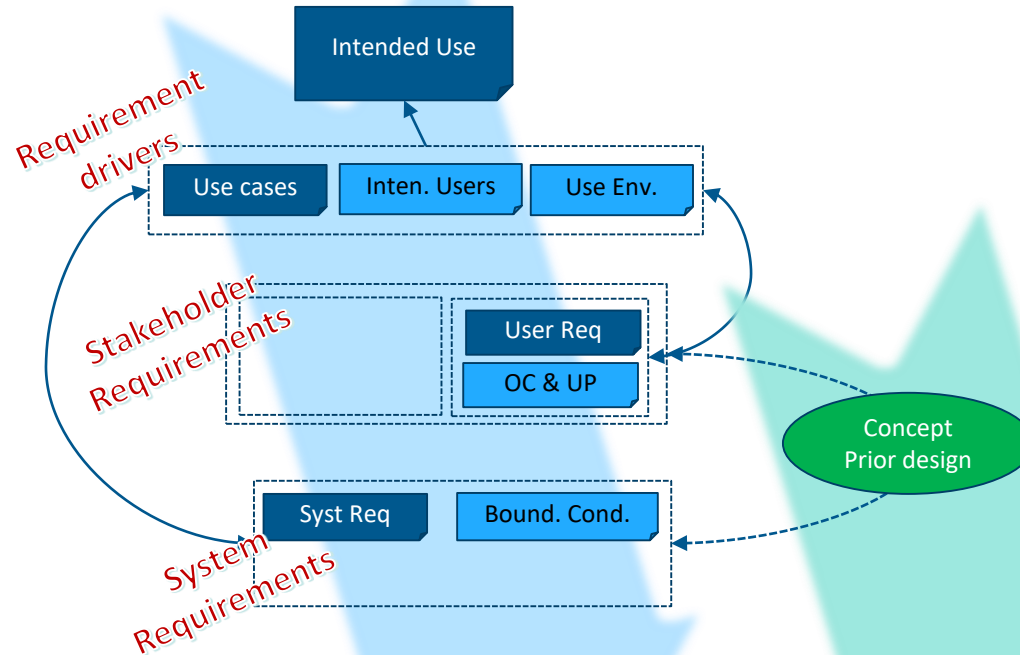 Intended Use
Requirement
drivers
Use cases
Inten. Users
Use Env.
Stakeholder
Requirements
User Req
OC & UP
Concept
Prior design
Syst Req
Bound. Cond.
System
Requirements